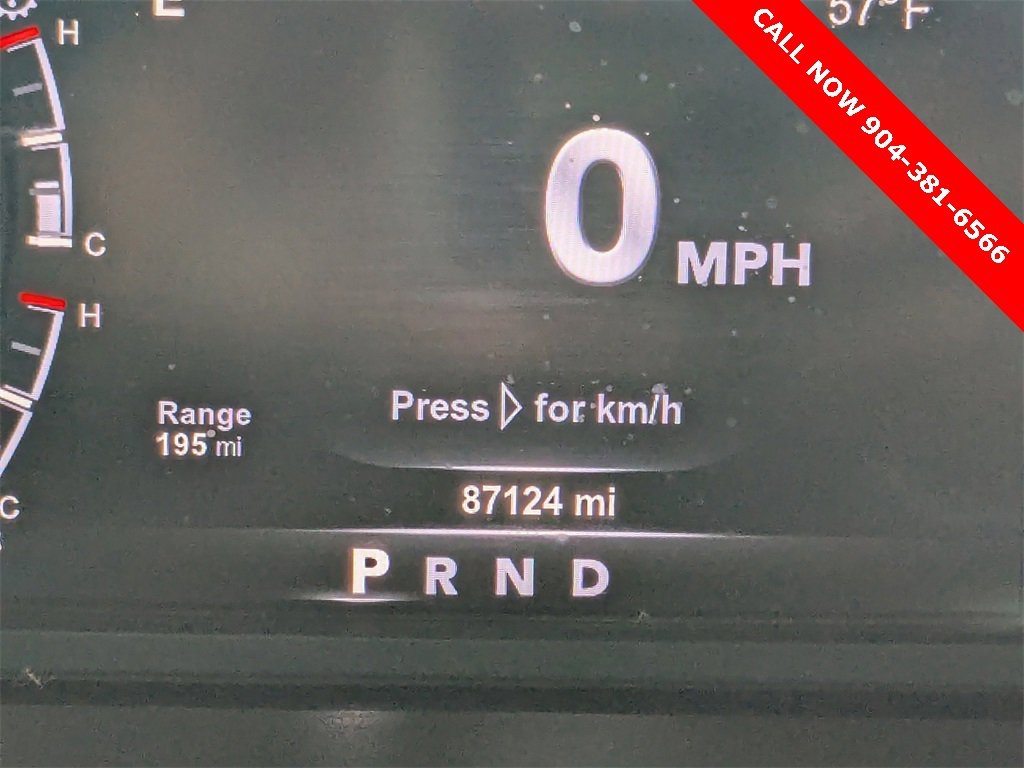 E
57°F
H
CALL NOW 904-381-6566
0 MPH
C
H
Press for km/h
Range
195 mi
87124 mi
C
P R N D